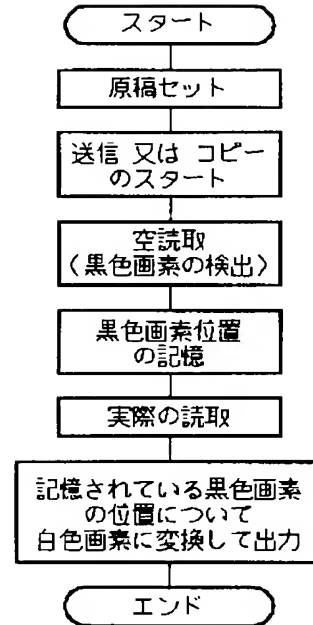 スタート
原稿セット
送信 又は コピー
のスタート
空読取
(黒色画素の検出)
黒色画素位置
の記憶
実際の読取
記憶されている黒色画素
の位置について
白色画素に変換して出力
エンド